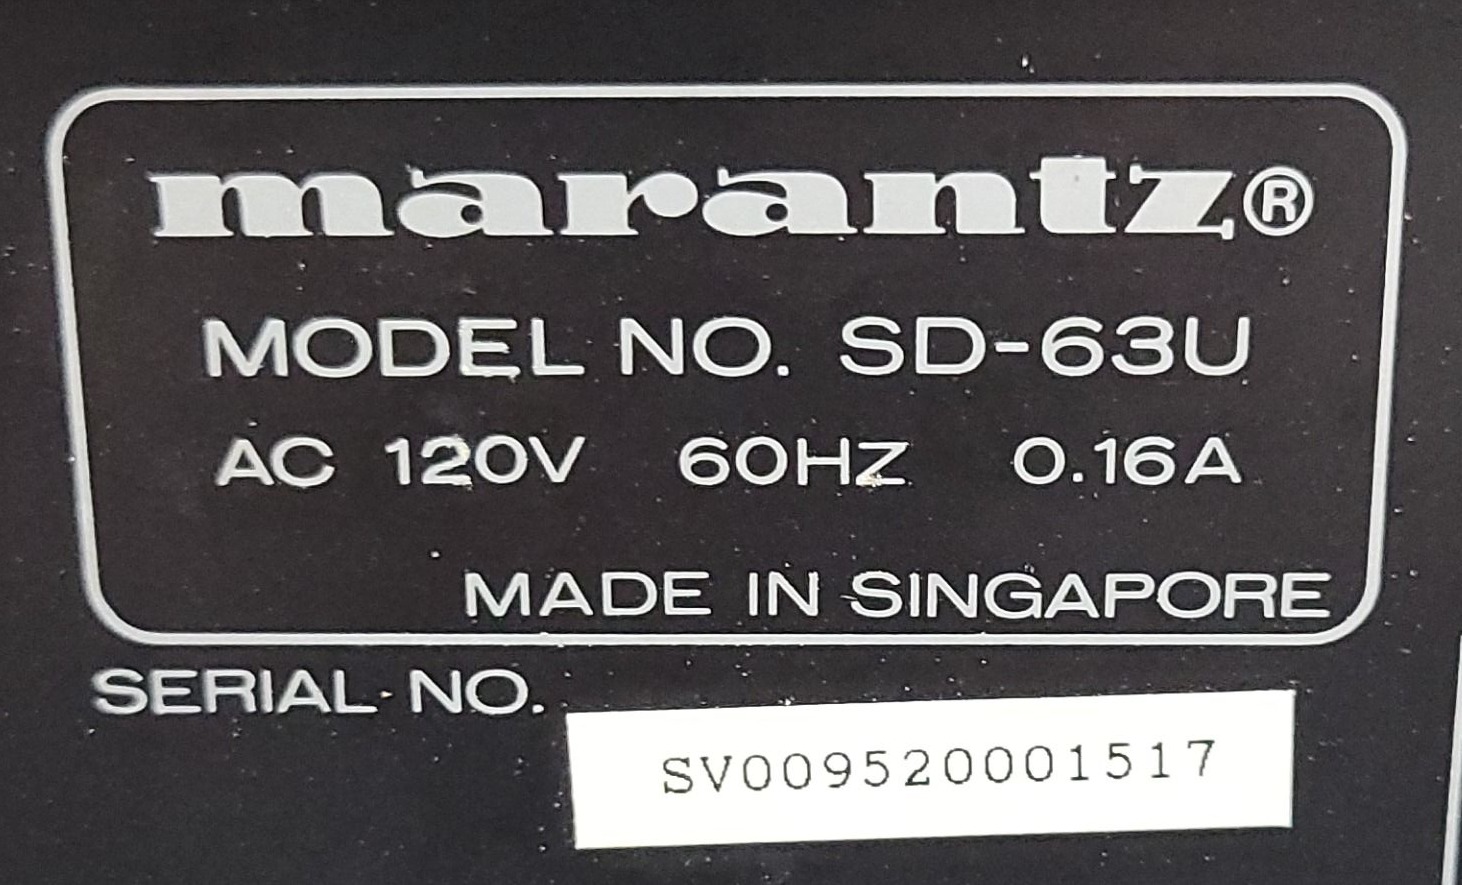 marantz®
MODEL NO. SD-63U
AC 120V 60HZ 0.16A
MADE IN SINGAPORE
SERIAL NO.
SV009520001517